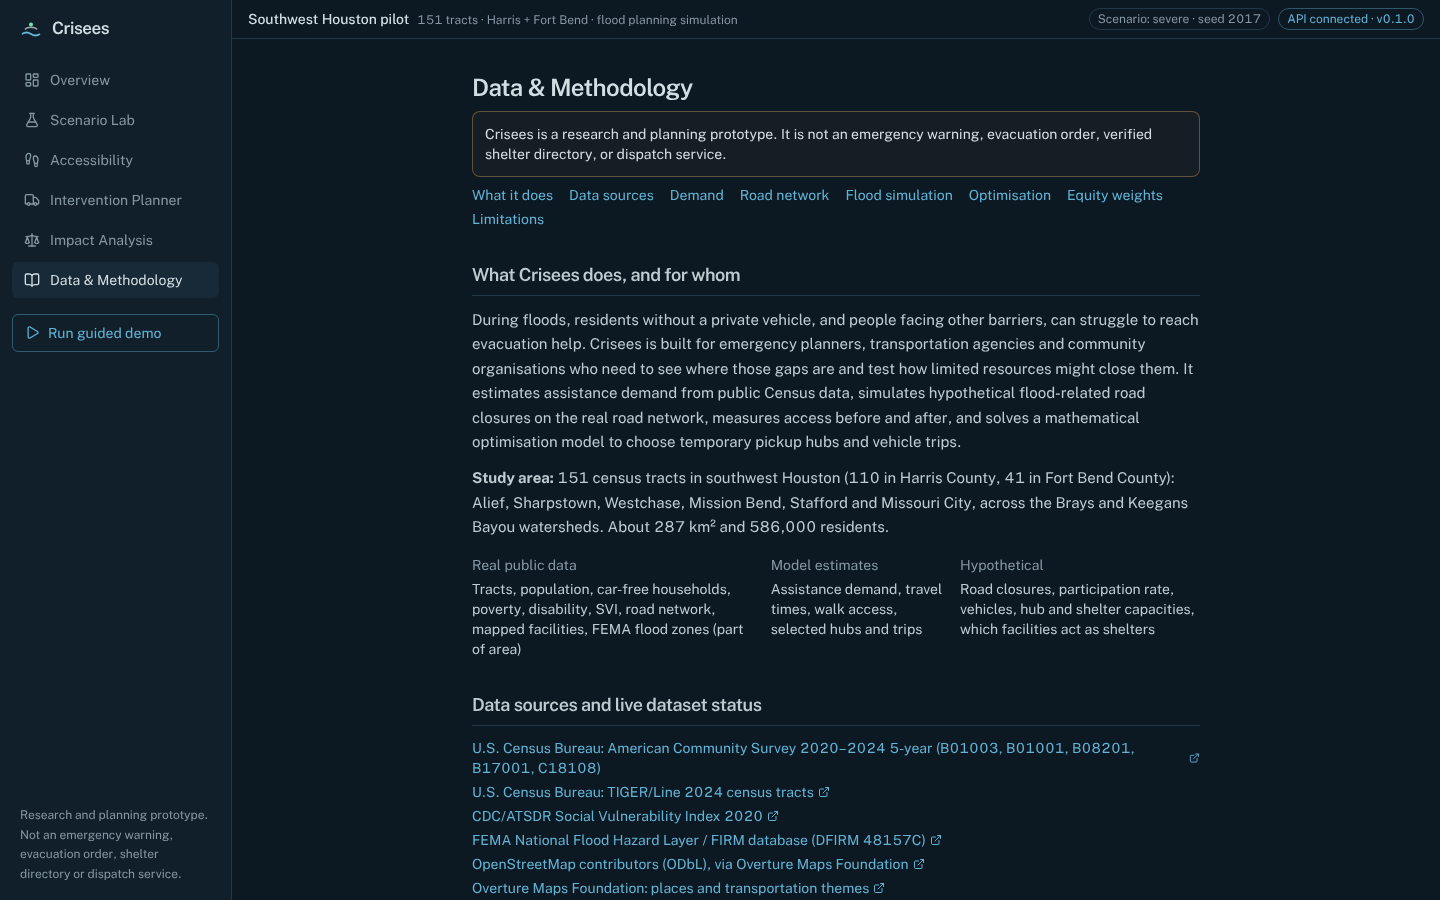 Crisees
Overview
Scenario Lab
Accessibility
Intervention Planner
Impact Analysis
Data & Methodology
Run guided demo
Research and planning prototype.
Not an emergency warning,
evacuation order, shelter
directory or dispatch service.
Southwest Houston pilot 151 tracts · Harris + Fort Bend · flood planning simulation
Scenario: severe · seed 2017
API connected · v0.1.0
Data & Methodology
Crisees is a research and planning prototype. It is not an emergency warning, evacuation order, verified
shelter directory, or dispatch service.
What it does Data sources Demand Road network Flood simulation Optimisation Equity weights
Limitations
What Crisees does, and for whom
During floods, residents without a private vehicle, and people facing other barriers, can struggle to reach
evacuation help. Crisees is built for emergency planners, transportation agencies and community
organisations who need to see where those gaps are and test how limited resources might close them. It
estimates assistance demand from public Census data, simulates hypothetical flood-related road
closures on the real road network, measures access before and after, and solves a mathematical
optimisation model to choose temporary pickup hubs and vehicle trips.
Study area: 151 census tracts in southwest Houston (110 in Harris County, 41 in Fort Bend County):
Alief, Sharpstown, Westchase, Mission Bend, Stafford and Missouri City, across the Brays and Keegans
Bayou watersheds. About 287 km² and 586,000 residents.
Real public data
Tracts, population, car-free households,
poverty, disability, SVI, road network,
mapped facilities, FEMA flood zones (part
of area)
Model estimates
Assistance demand, travel
times, walk access,
selected hubs and trips
Hypothetical
Road closures, participation rate,
vehicles, hub and shelter capacities,
which facilities act as shelters
Data sources and live dataset status
U.S. Census Bureau: American Community Survey 2020–2024 5-year (B01003, B01001, B08201,
B17001, C18108)
U.S. Census Bureau: TIGER/Line 2024 census tracts
CDC/ATSDR Social Vulnerability Index 2020
FEMA National Flood Hazard Layer / FIRM database (DFIRM 48157C)
OpenStreetMap contributors (ODbL), via Overture Maps Foundation
Overture Maps Foundation: places and transportation themes